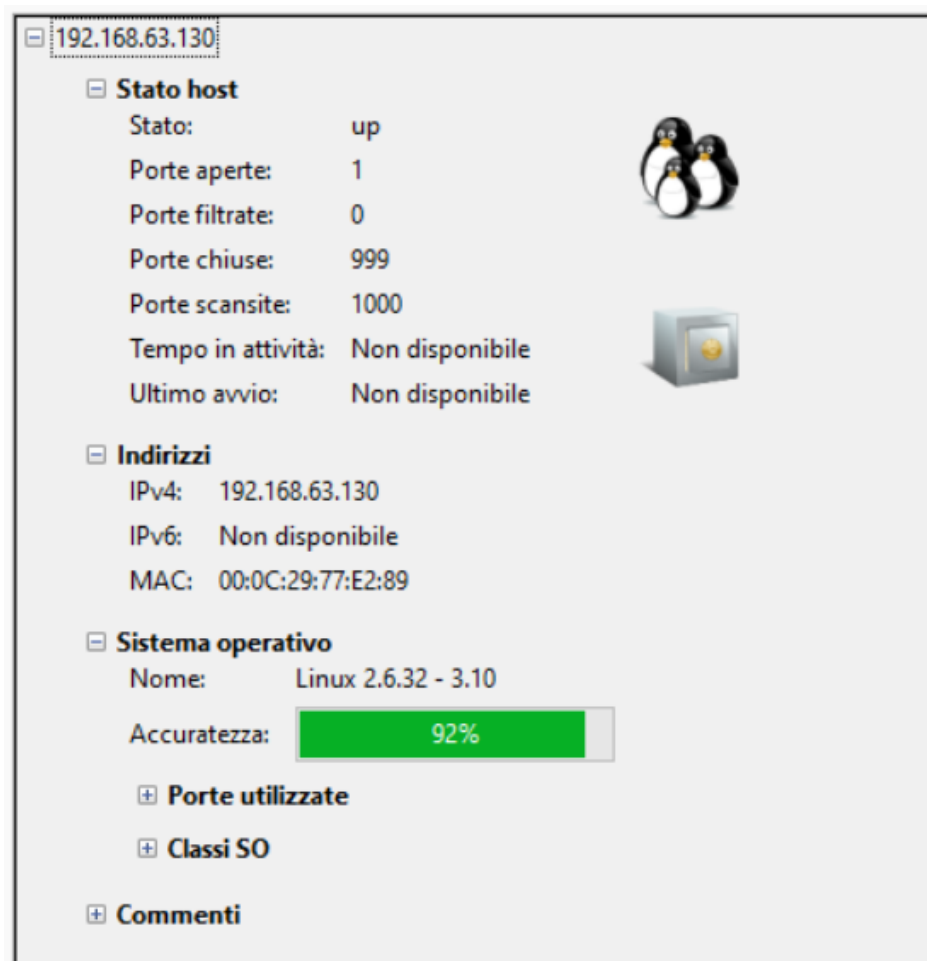 192.168.63.130
Stato host
Stato: up
Porte aperte: 1
Porte filtrate: 0
Porte chiuse: 999
Porte scansite: 1000
Tempo in attività: Non disponibile
Ultimo avvio: Non disponibile
Indirizzi
IPv4: 192.168.63.130
IPv6: Non disponibile
MAC: 00:0C:29:77:E2:89
Sistema operativo
Nome: Linux 2.6.32 - 3.10
Accuratezza: 92%
Porte utilizzate
Classi SO
Commenti